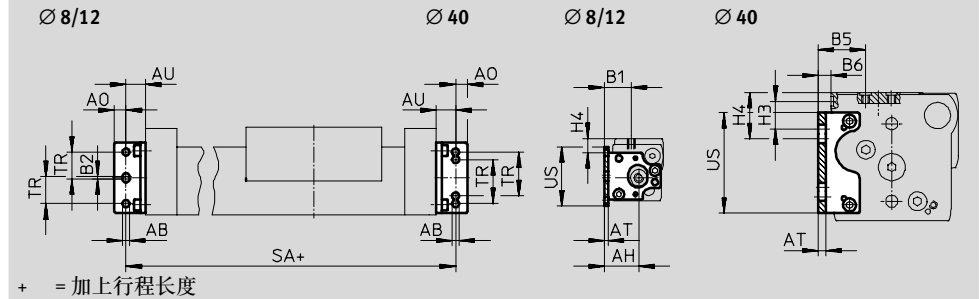 ⌀ 8/12
⌀ 40
⌀ 8/12
⌀ 40
B5
B6
AU
AO
B1
AO
AU
H4
H4
H3
TR
B2
TR
TR
TR
US
US
AB
AB
AT
AT
SA+
AH
+ = 加上行程长度